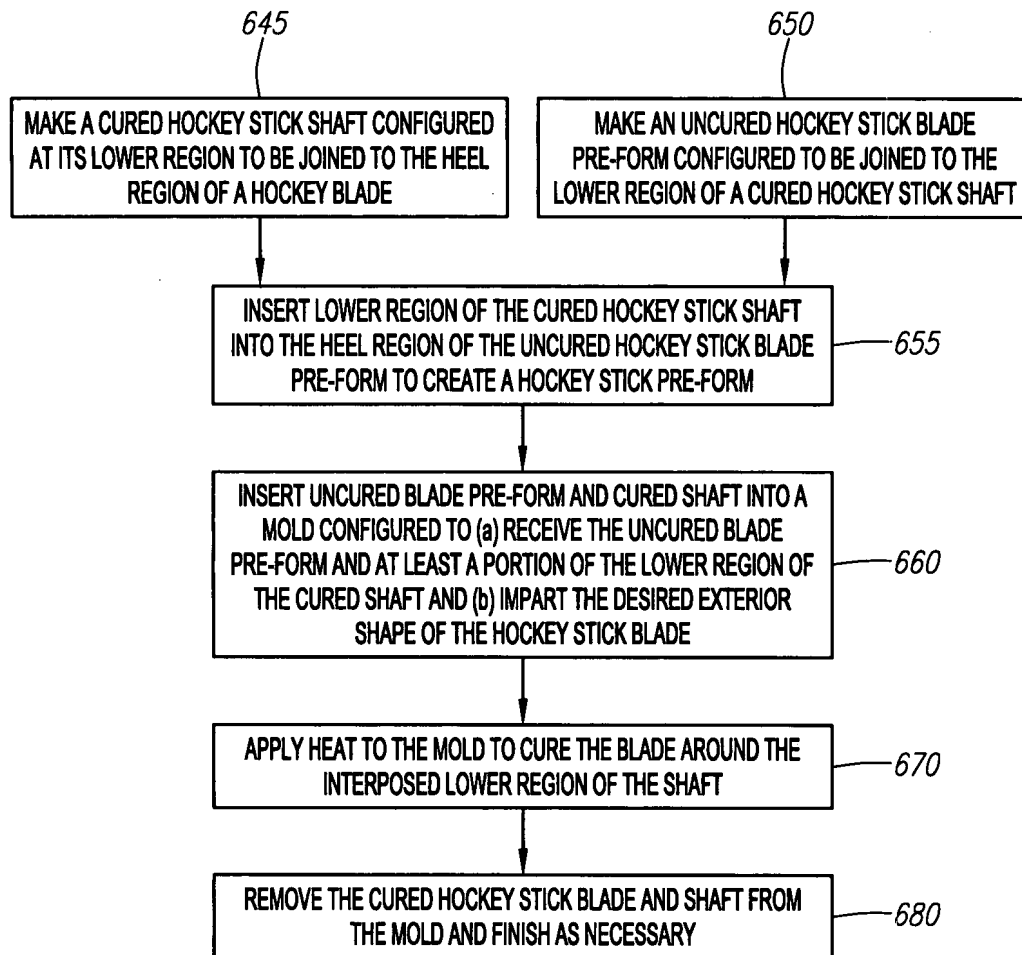 645
650
MAKE A CURED HOCKEY STICK SHAFT CONFIGURED
AT ITS LOWER REGION TO BE JOINED TO THE HEEL
REGION OF A HOCKEY BLADE
MAKE AN UNCURED HOCKEY STICK BLADE
PRE-FORM CONFIGURED TO BE JOINED TO THE
LOWER REGION OF A CURED HOCKEY STICK SHAFT
INSERT LOWER REGION OF THE CURED HOCKEY STICK SHAFT
INTO THE HEEL REGION OF THE UNCURED HOCKEY STICK BLADE
PRE-FORM TO CREATE A HOCKEY STICK PRE-FORM
655
INSERT UNCURED BLADE PRE-FORM AND CURED SHAFT INTO A
MOLD CONFIGURED TO (a) RECEIVE THE UNCURED BLADE
PRE-FORM AND AT LEAST A PORTION OF THE LOWER REGION OF
THE CURED SHAFT AND (b) IMPART THE DESIRED EXTERIOR
SHAPE OF THE HOCKEY STICK BLADE
660
APPLY HEAT TO THE MOLD TO CURE THE BLADE AROUND THE
INTERPOSED LOWER REGION OF THE SHAFT
670
REMOVE THE CURED HOCKEY STICK BLADE AND SHAFT FROM
THE MOLD AND FINISH AS NECESSARY
680